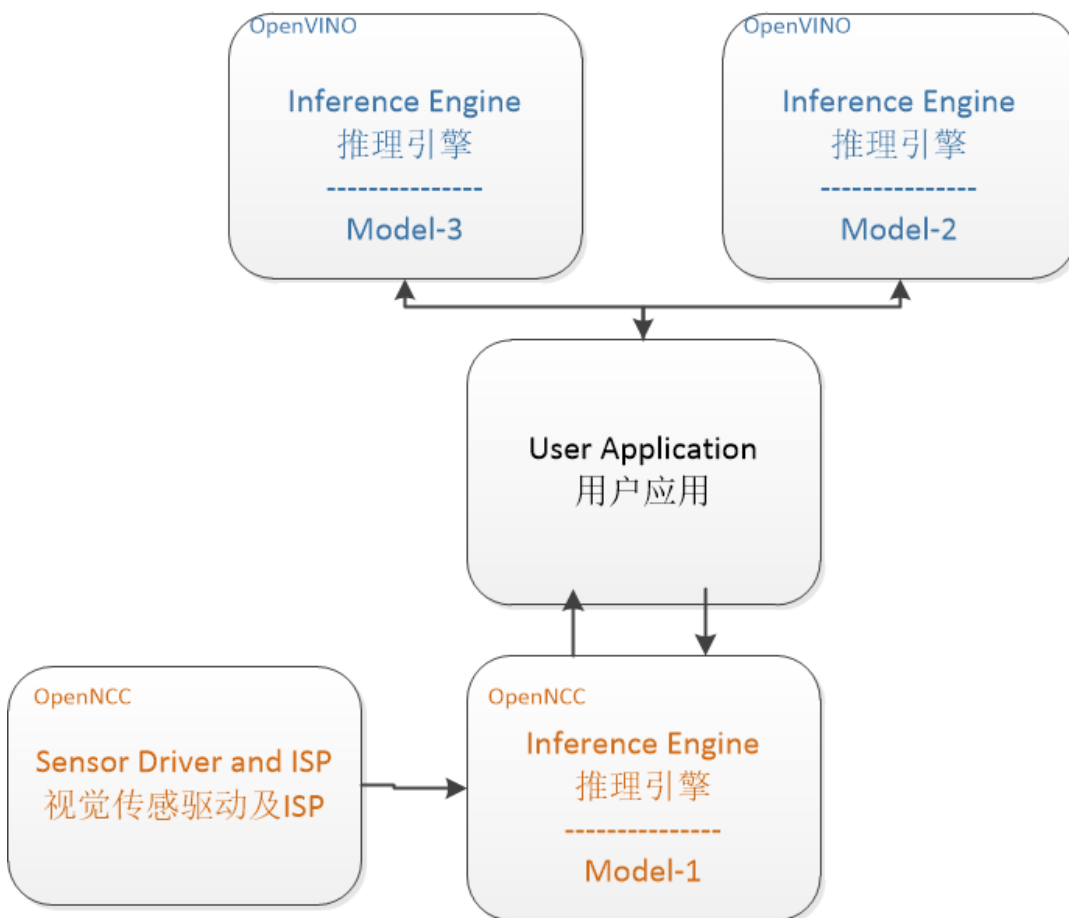 OpenVINO
Inference Engine
推理引擎
---------------
Model-3
OpenVINO
Inference Engine
推理引擎
---------------
Model-2
User Application
用户应用
OpenNCC
Sensor Driver and ISP
视觉传感驱动及ISP
OpenNCC
Inference Engine
推理引擎
---------------
Model-1